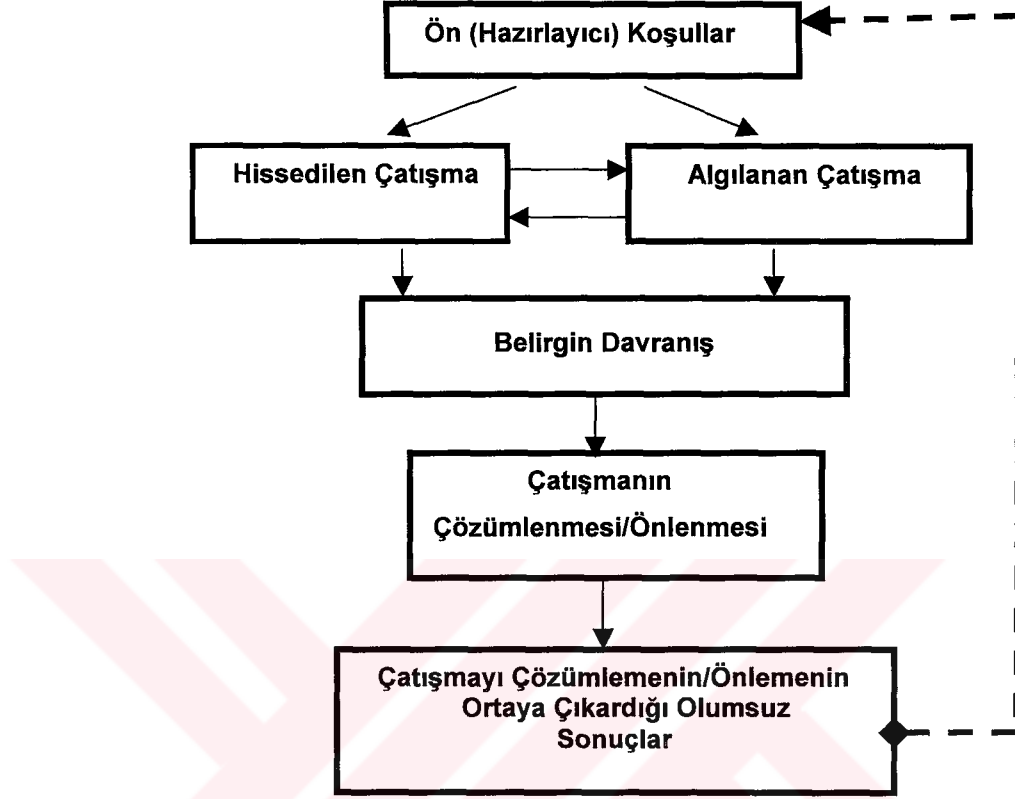 Ön (Hazırlayıcı) Koşullar
Hissedilen Çatışma
Algılanan Çatışma
Belirgin Davranış
Çatışmanın
Çözümlenmesi/Önlenmesi
Çatışmayı Çözümlemenin/Önlemenin
Ortaya Çıkardığı Olumsuz
Sonuçlar